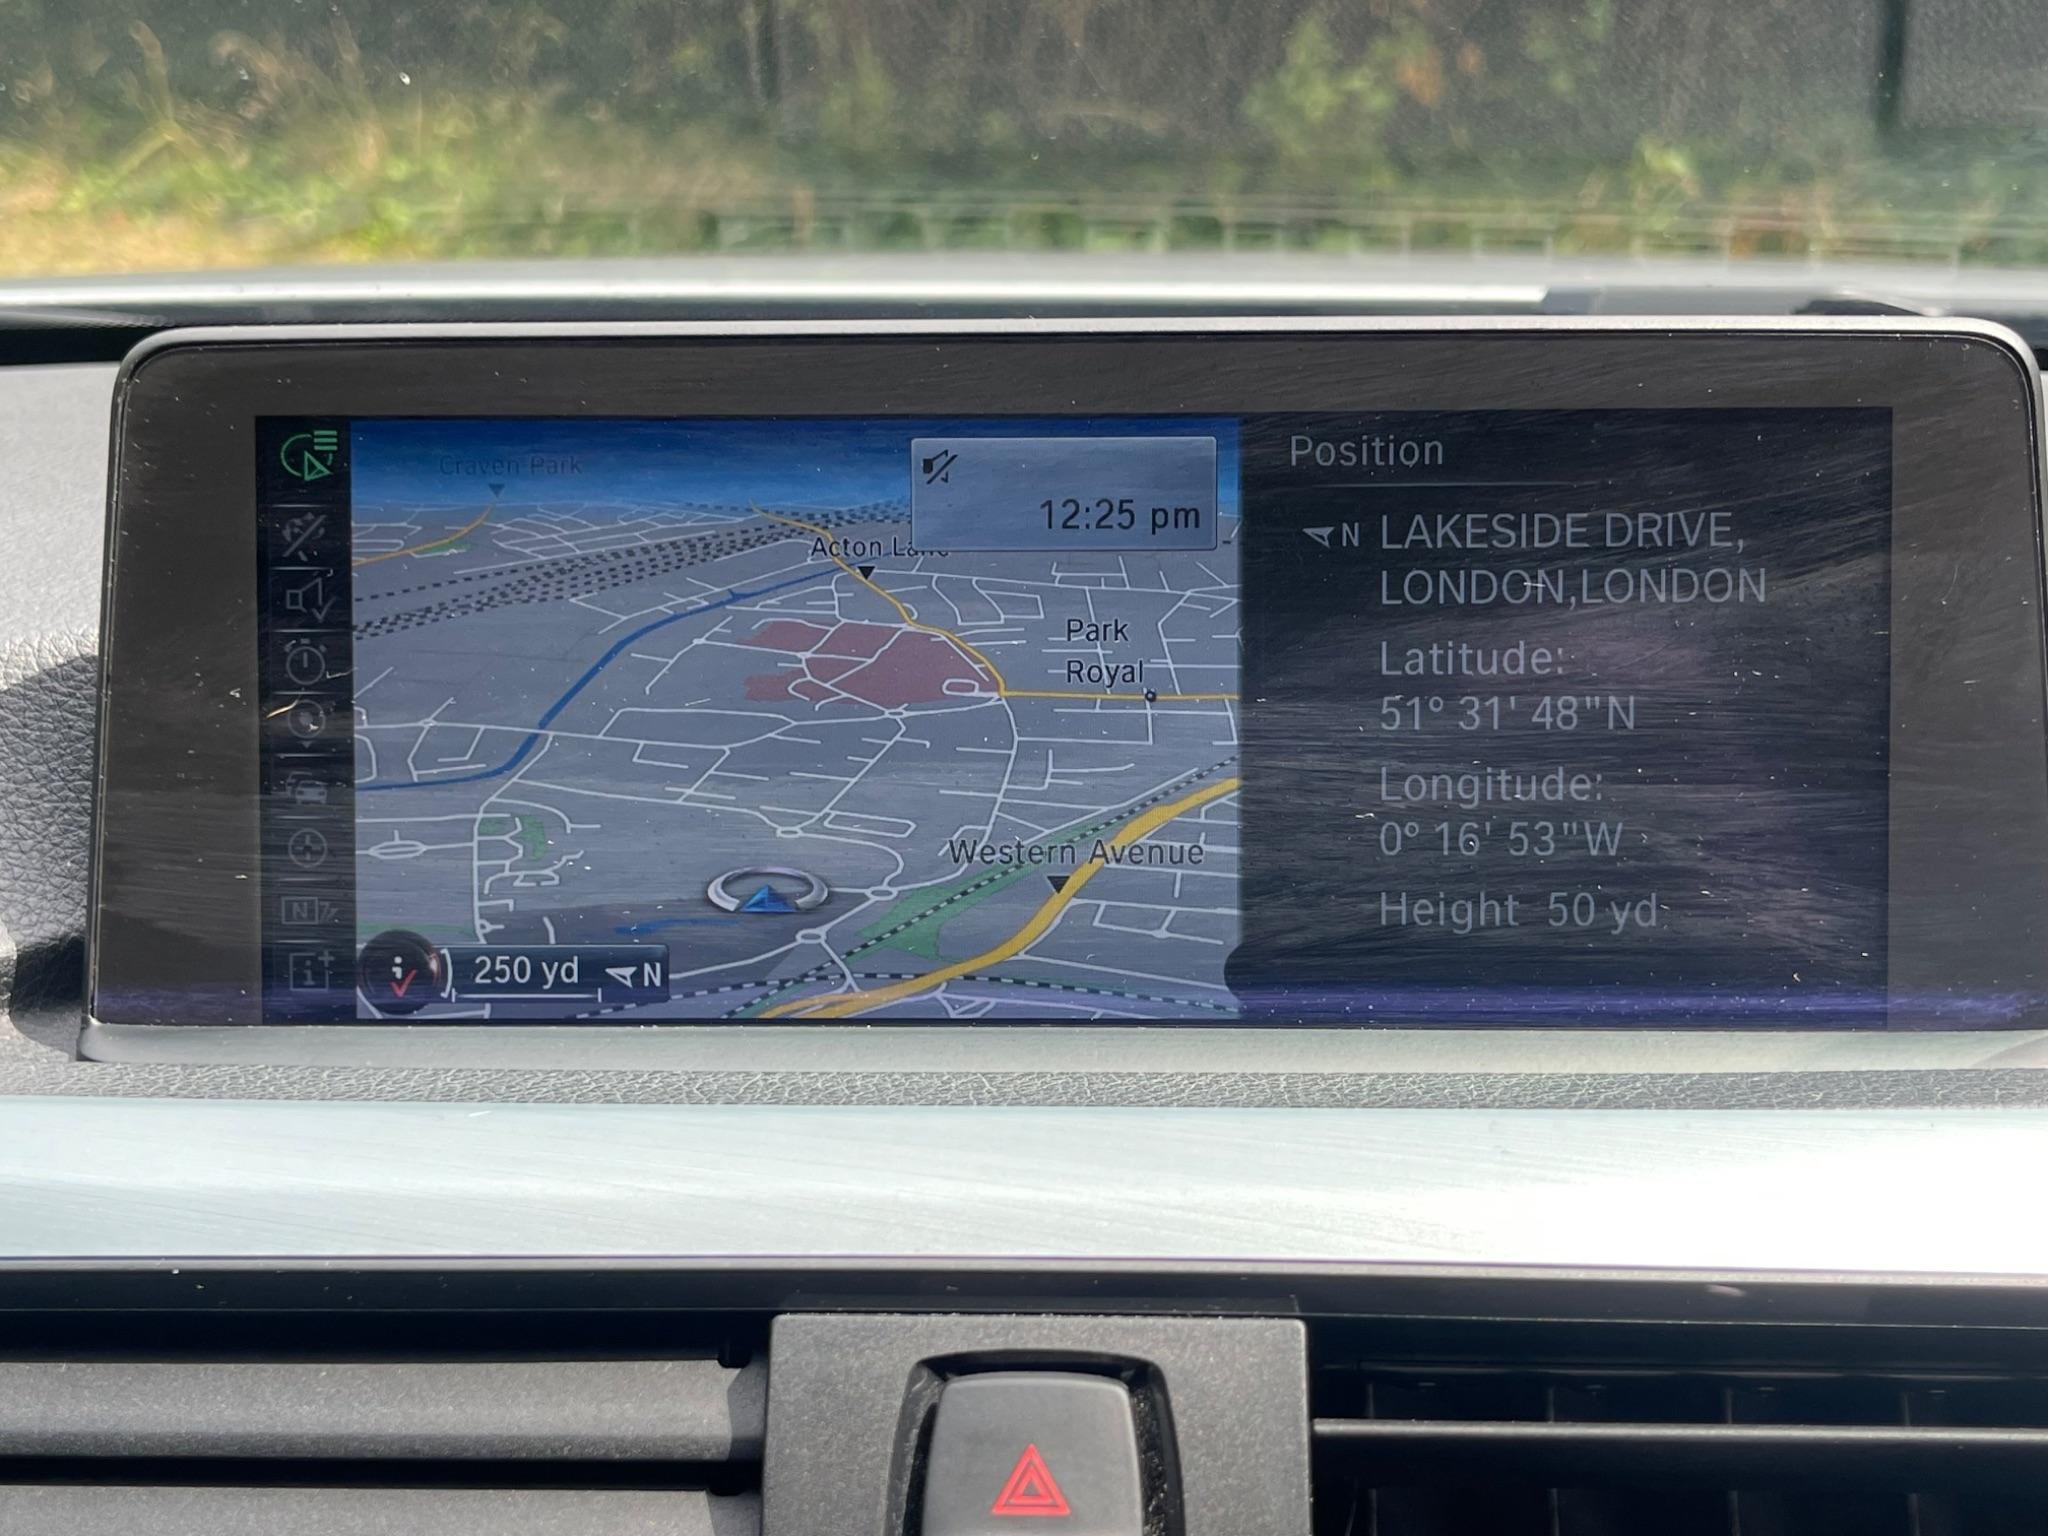 Craven Park
12:25 pm
Acton Lane
Park
Royal
Western Avenue
250 yd N
Position
N LAKESIDE DRIVE,
LONDON,LONDON
Latitude:
51° 31' 48"N
Longitude:
0° 16' 53"W
Height 50 yd
N
i
i+